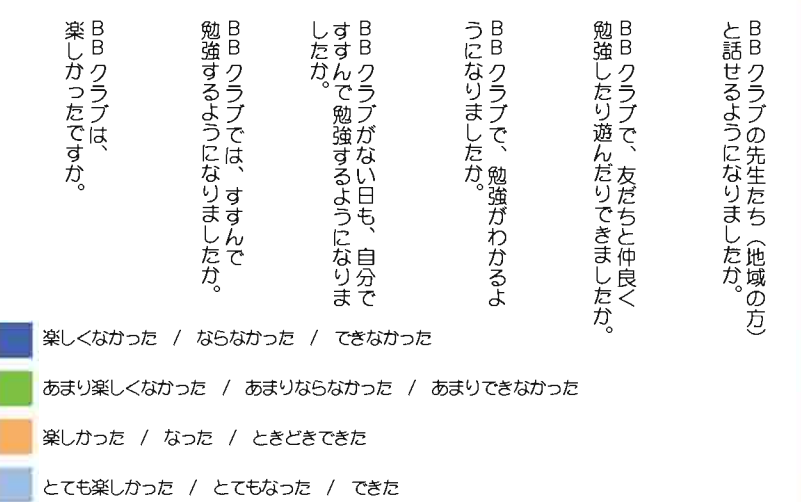 ＢＢクラブの先生たち（地域の方）
と話せるようになりましたか。
ＢＢクラブで、友だちと仲良く
勉強したり遊んだりできましたか。
ＢＢクラブで、勉強がわかるよ
うになりましたか。
ＢＢクラブがない日も、自分で
すすんで勉強するようになりま
したか。
ＢＢクラブでは、すすんで
勉強するようになりましたか。
ＢＢクラブは、
楽しかったですか。
楽しくなかった / ならなかった / できなかった
あまり楽しくなかった / あまりならなかった / あまりできなかった
楽しかった / なった / ときどきできた
とても楽しかった / とてもなった / できた